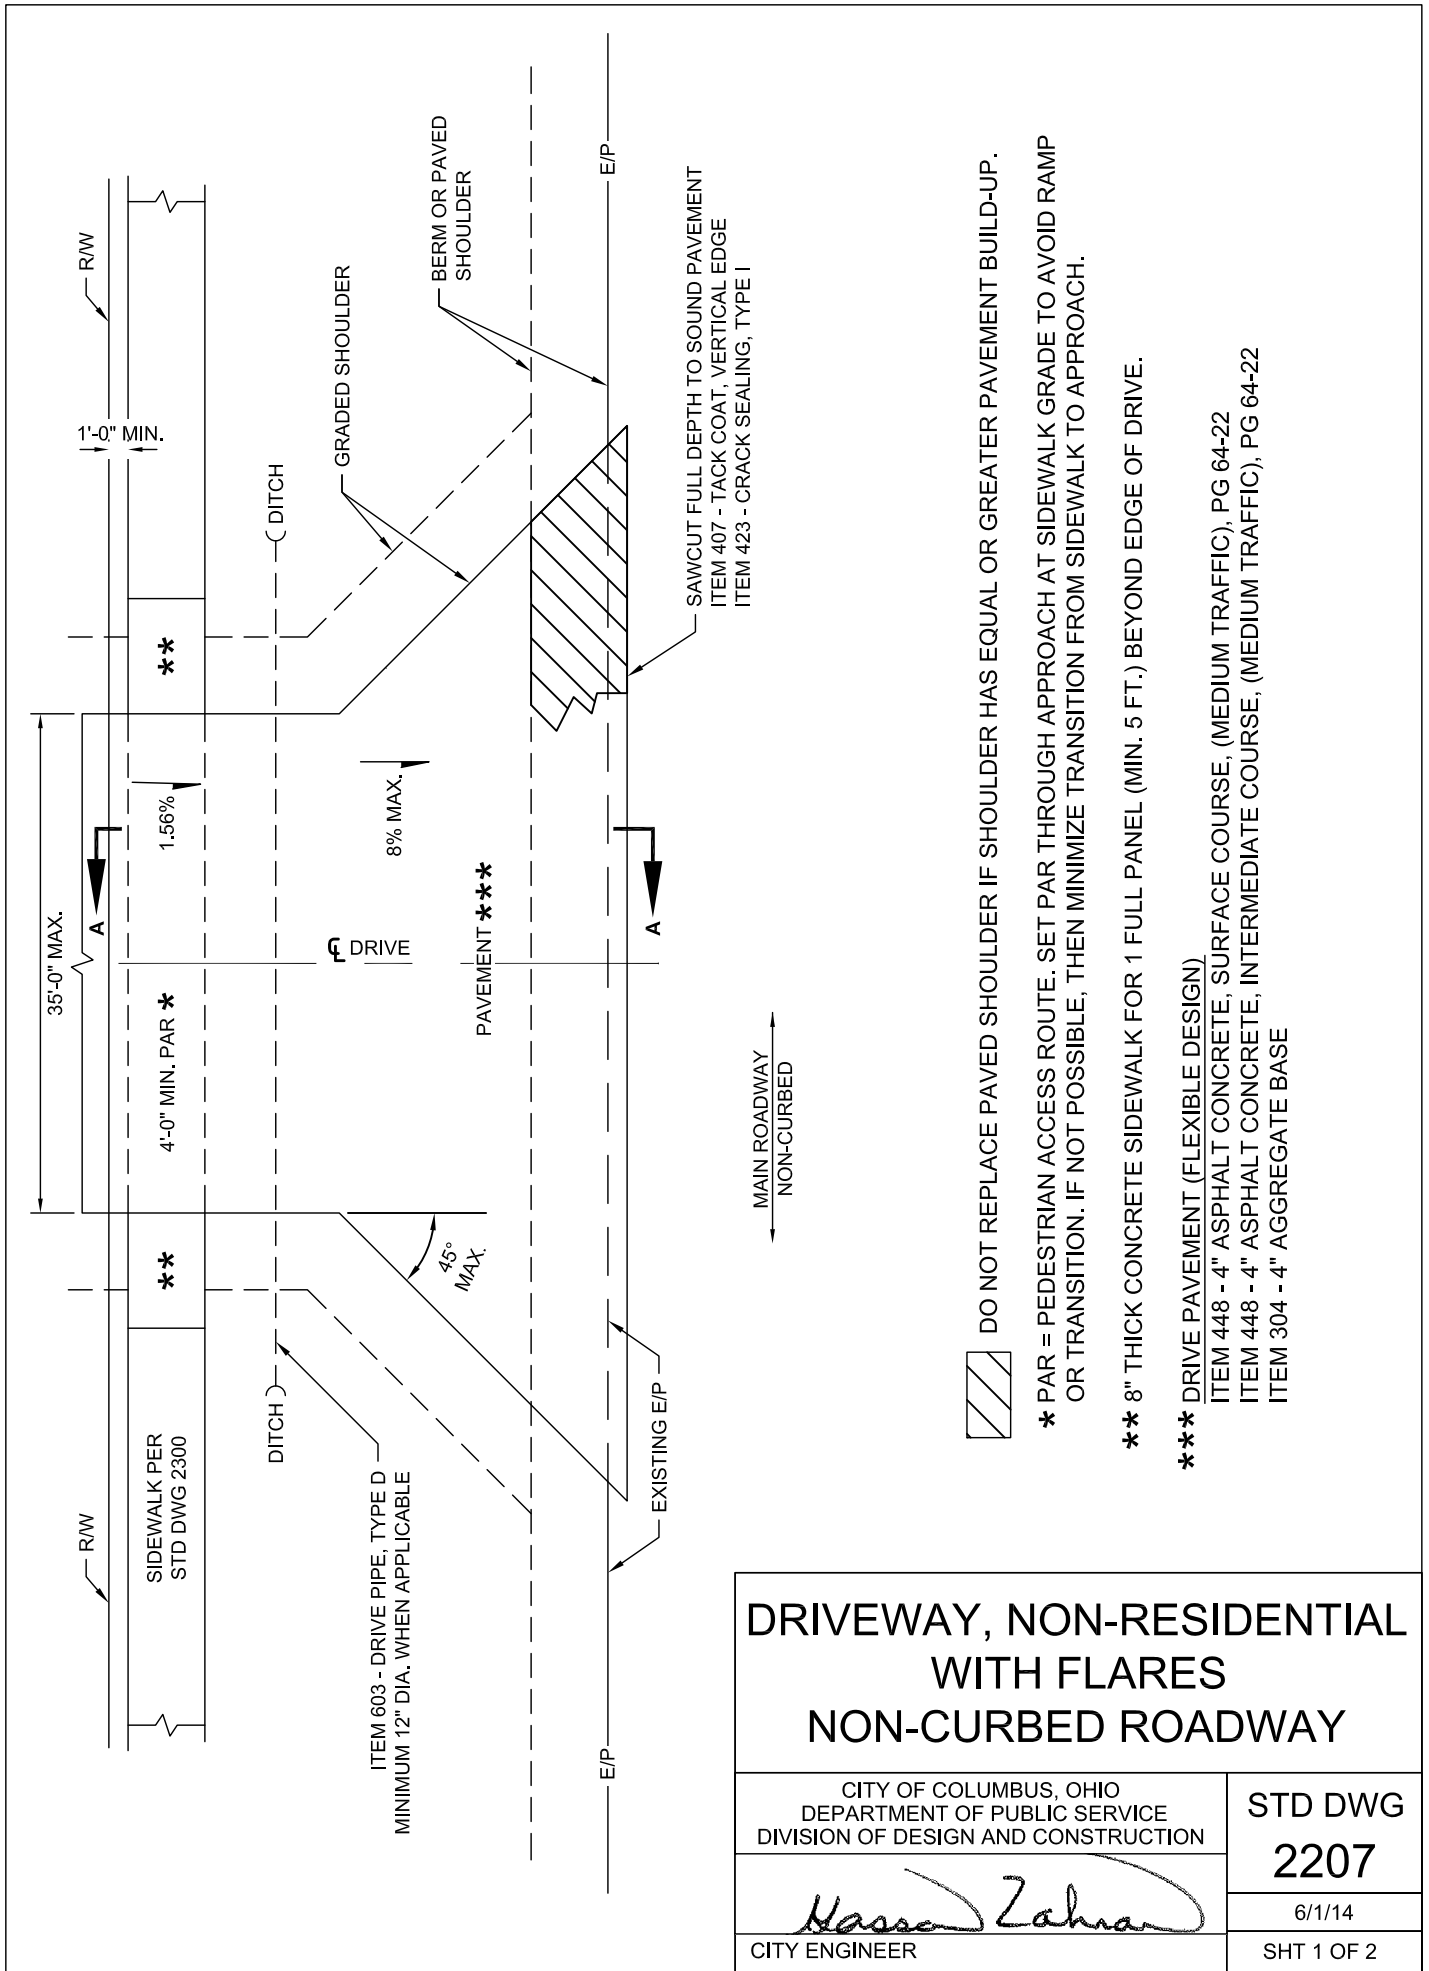 R/W
SIDEWALK PER
STD DWG 2300
R/W
1'-0" MIN.
35'-0" MAX.
A
A
1.56%
4'-0" MIN. PAR *
**
**
DITCH
DITCH
GRADED SHOULDER
BERM OR PAVED
SHOULDER
8% MAX.
℄ DRIVE
PAVEMENT ***
45°
MAX.
ITEM 603 - DRIVE PIPE, TYPE D
MINIMUM 12" DIA. WHEN APPLICABLE
E/P
EXISTING E/P
E/P
SAWCUT FULL DEPTH TO SOUND PAVEMENT
ITEM 407 - TACK COAT, VERTICAL EDGE
ITEM 423 - CRACK SEALING, TYPE I
MAIN ROADWAY
NON-CURBED
DO NOT REPLACE PAVED SHOULDER IF SHOULDER HAS EQUAL OR GREATER PAVEMENT BUILD-UP.
* PAR = PEDESTRIAN ACCESS ROUTE. SET PAR THROUGH APPROACH AT SIDEWALK GRADE TO AVOID RAMP
OR TRANSITION. IF NOT POSSIBLE, THEN MINIMIZE TRANSITION FROM SIDEWALK TO APPROACH.
** 8" THICK CONCRETE SIDEWALK FOR 1 FULL PANEL (MIN. 5 FT.) BEYOND EDGE OF DRIVE.
*** DRIVE PAVEMENT (FLEXIBLE DESIGN)
ITEM 448 - 4" ASPHALT CONCRETE, SURFACE COURSE, (MEDIUM TRAFFIC), PG 64-22
ITEM 448 - 4" ASPHALT CONCRETE, INTERMEDIATE COURSE, (MEDIUM TRAFFIC), PG 64-22
ITEM 304 - 4" AGGREGATE BASE
DRIVEWAY, NON-RESIDENTIAL
WITH FLARES
NON-CURBED ROADWAY
CITY OF COLUMBUS, OHIO
DEPARTMENT OF PUBLIC SERVICE
DIVISION OF DESIGN AND CONSTRUCTION
CITY ENGINEER
STD DWG
2207
6/1/14
SHT 1 OF 2